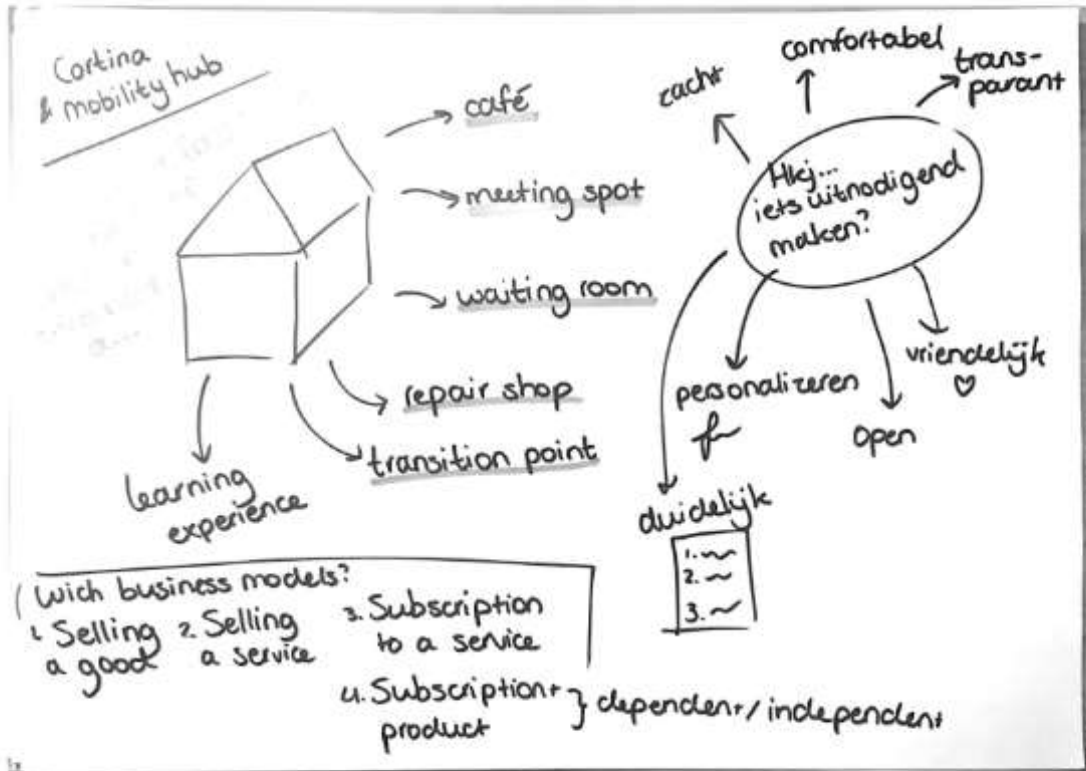 Cortina
& mobility hub
café
meeting spot
waiting room
repair shop
transition point
learning
experience
Hkj...
iets uitnodigend
maken?
zacht
comfortabel
trans-
parant
vriendelijk
open
personalizeren
duidelijk
1.
2.
3.
Wich business models?
1. Selling
a good
2. Selling
a service
3. Subscription
to a service
4. Subscription+
product
} dependent/independent